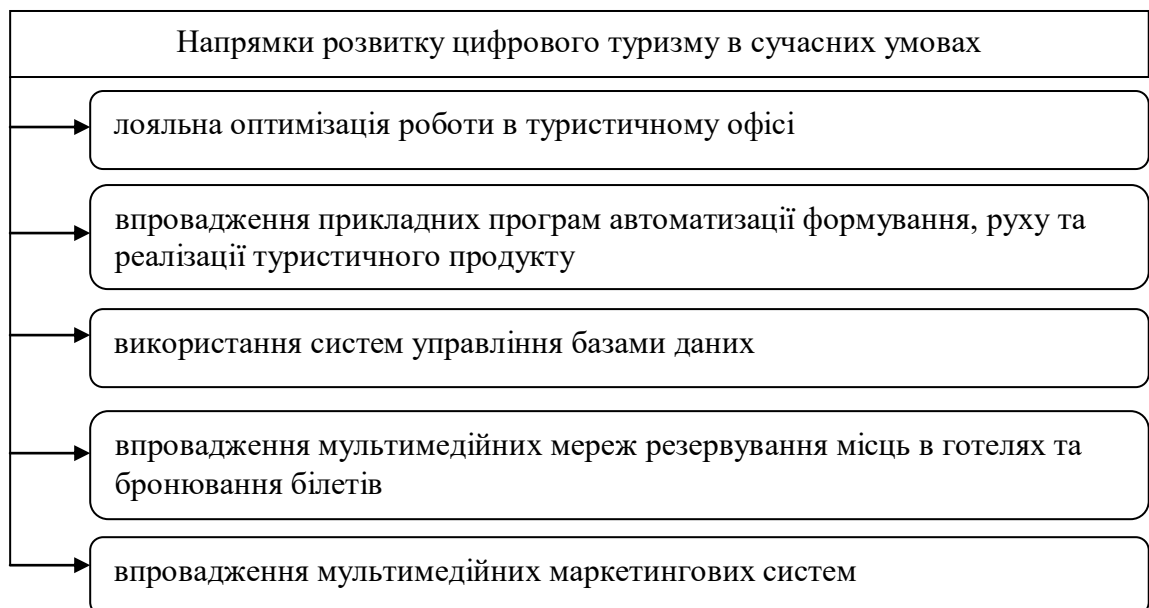 Напрямки розвитку цифрового туризму в сучасних умовах
лояльна оптимізація роботи в туристичному офісі
впровадження прикладних програм автоматизації формування, руху та
реалізації туристичного продукту
використання систем управління базами даних
впровадження мультимедійних мереж резервування місць в готелях та
бронювання білетів
впровадження мультимедійних маркетингових систем